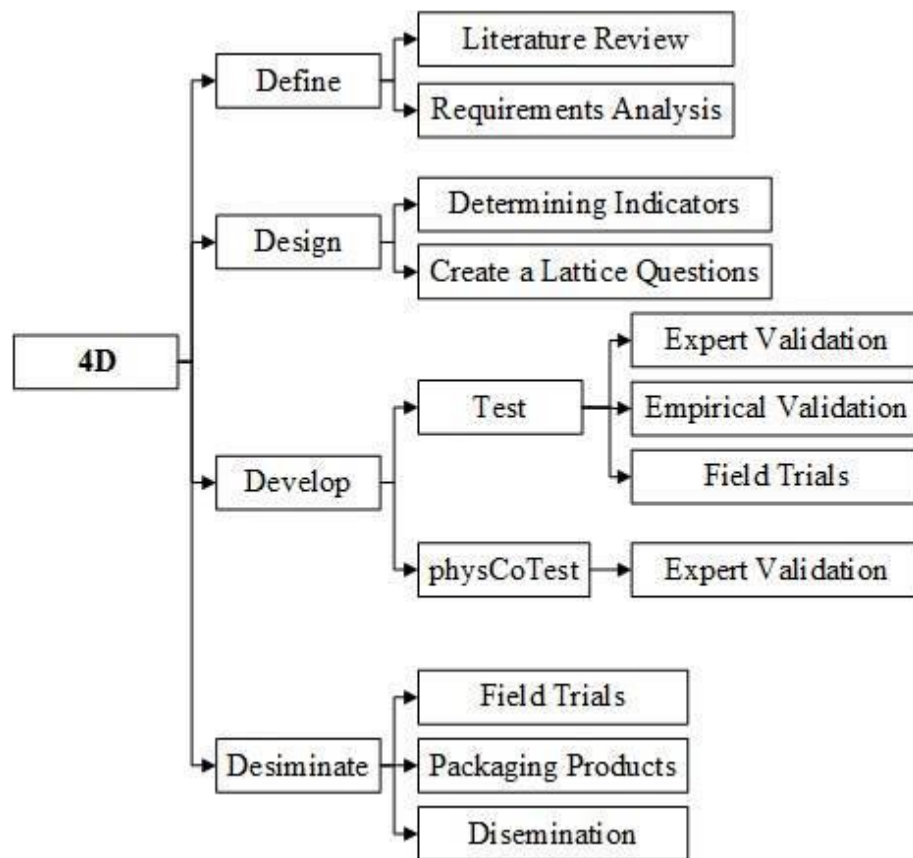 4D
Define
Literature Review
Requirements Analysis
Design
Determining Indicators
Create a Lattice Questions
Develop
Test
Expert Validation
Empirical Validation
Field Trials
physCoTest
Expert Validation
Desiminate
Field Trials
Packaging Products
Disemination